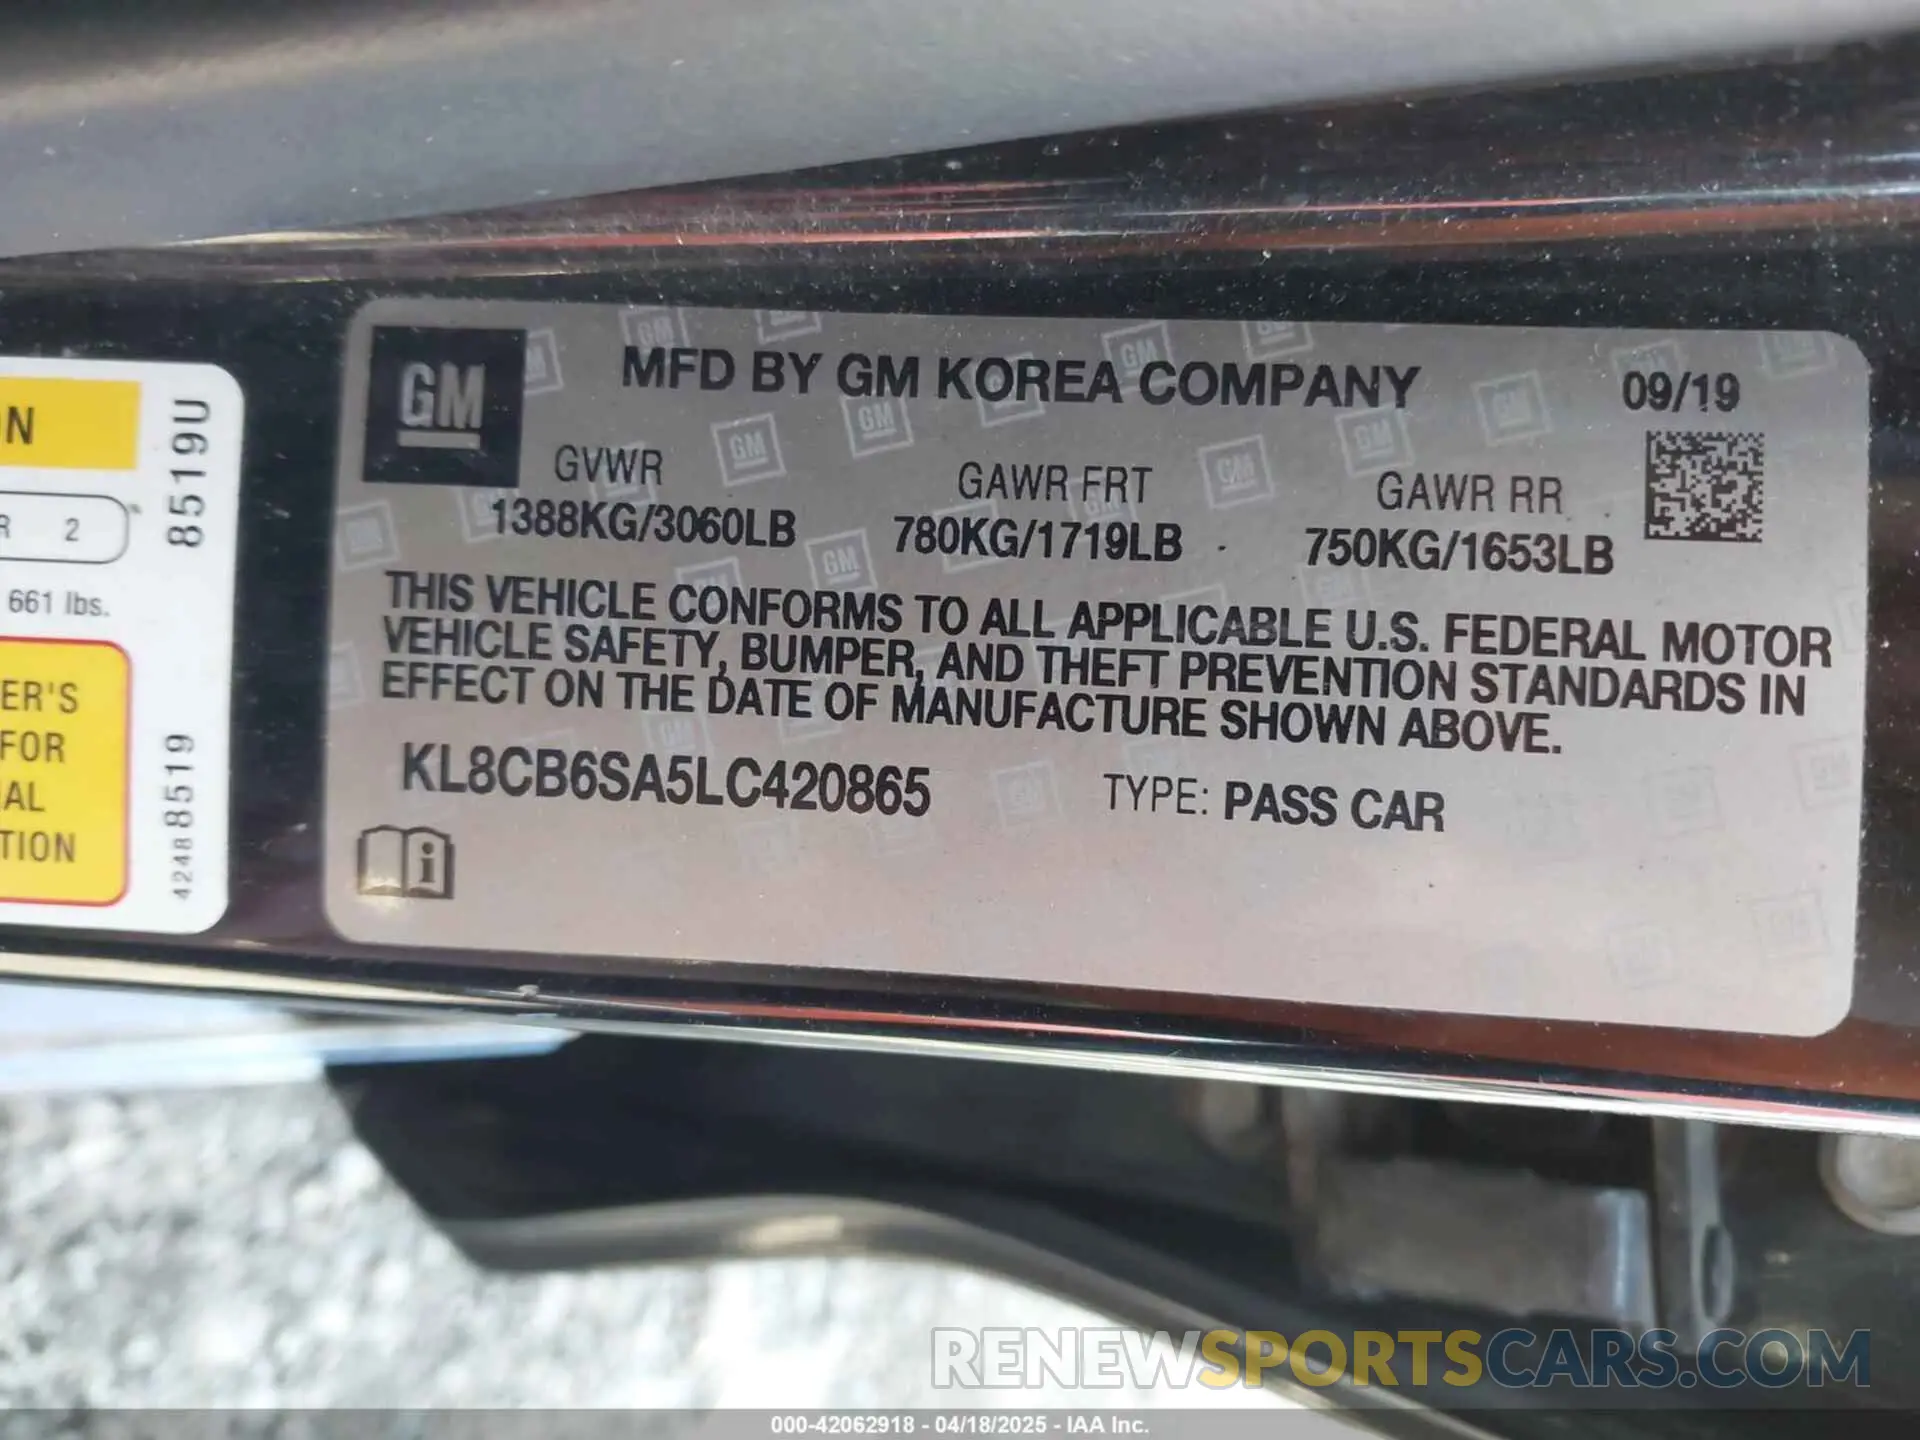 ON
8519U
R 2
661 lbs.
ER'S
FOR
IAL
TION
42488519
GM
MFD BY GM KOREA COMPANY 09/19
GVWR GAWR FRT GAWR RR
1388KG/3060LB 780KG/1719LB 750KG/1653LB
THIS VEHICLE CONFORMS TO ALL APPLICABLE U.S. FEDERAL MOTOR
VEHICLE SAFETY, BUMPER, AND THEFT PREVENTION STANDARDS IN
EFFECT ON THE DATE OF MANUFACTURE SHOWN ABOVE.
KL8CB6SA5LC420865 TYPE: PASS CAR
i
RENEWSPORTSCARS.COM
000-42062918 - 04/18/2025 - IAA Inc.